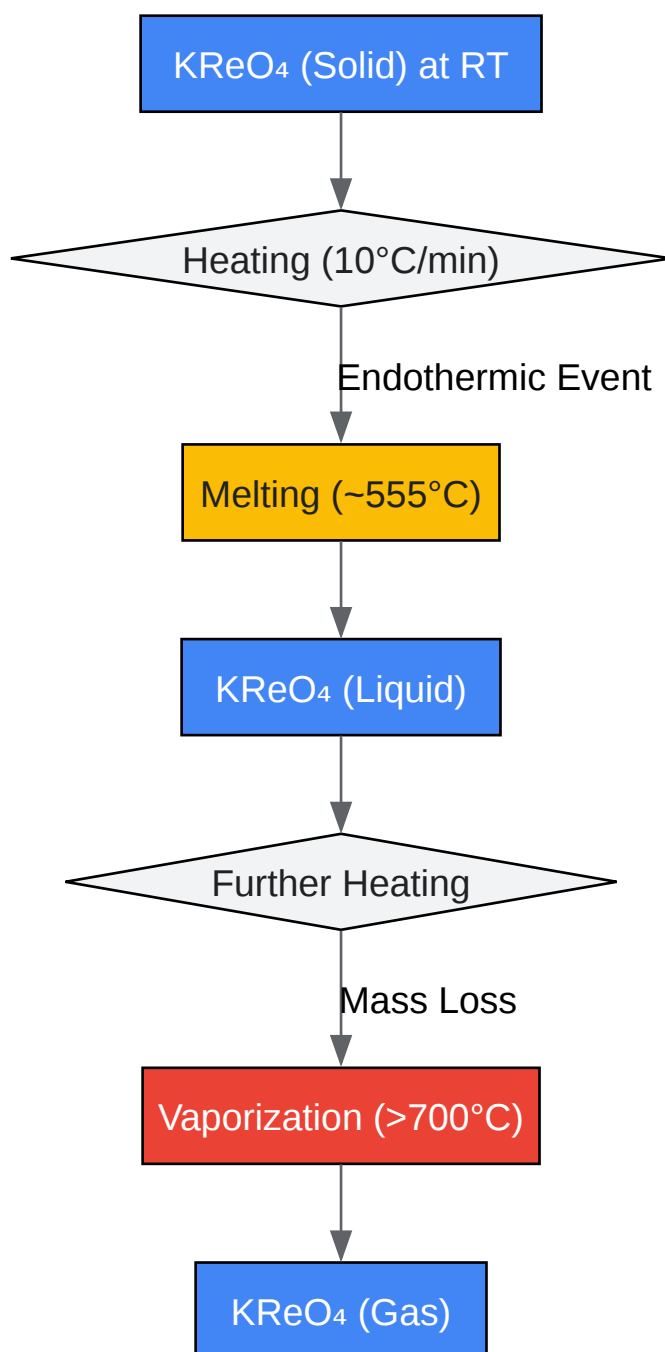 KReO₄ (Solid) at RT
Heating (10°C/min)
Endothermic Event
Melting (~555°C)
KReO₄ (Liquid)
Further Heating
Mass Loss
Vaporization (>700°C)
KReO₄ (Gas)